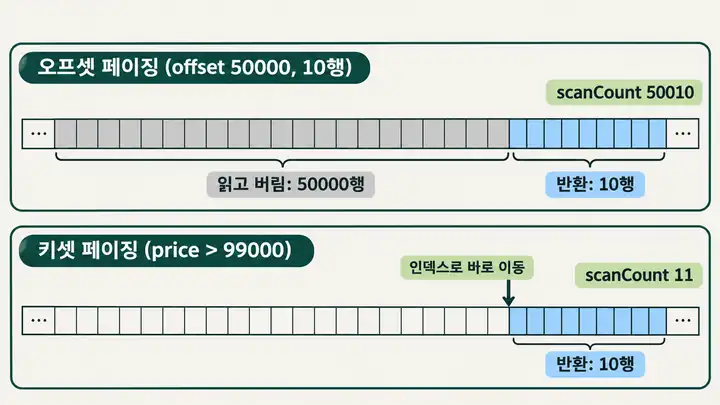 오프셋 페이징 (offset 50000, 10행)
scanCount 50010
...
...
읽고 버림: 50000행
반환: 10행
키셋 페이징 (price > 99000)
인덱스로 바로 이동
scanCount 11
...
...
반환: 10행